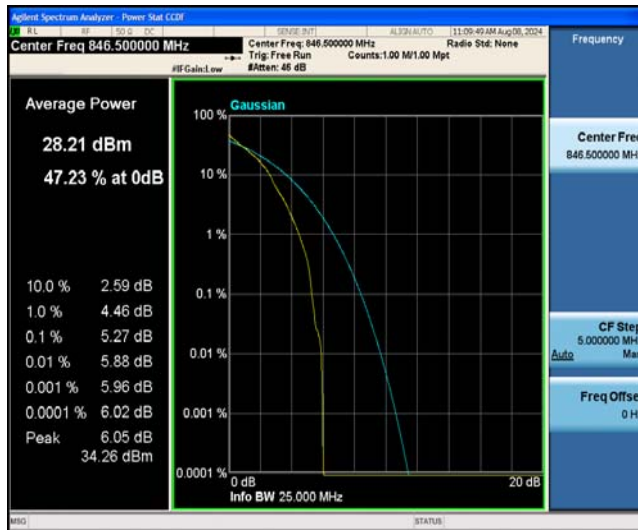 Agilent Spectrum Analyzer - Power Stat CCDF
RL RF 50 Ω DC SENSE:INT ALIGN AUTO 11:09:49 AM Aug 08, 2024
Center Freq 846.500000 MHz
Center Freq: 846.500000 MHz Radio Std: None
Trig: Free Run Counts:1.00 M/1.00 Mpt
#IFGain:Low #Atten: 46 dB
Frequency
Average Power
28.21 dBm
47.23 % at 0dB
10.0 % 2.59 dB
1.0 % 4.46 dB
0.1 % 5.27 dB
0.01 % 5.88 dB
0.001 % 5.96 dB
0.0001 % 6.02 dB
Peak 6.05 dB
34.26 dBm
Gaussian
100 %
10 %
1 %
0.1 %
0.01 %
0.001 %
0.0001 %
0 dB 20 dB
Info BW 25.000 MHz
Center Fre
846.500000 MH
CF Step
5.000000 MH
Auto Ma
Freq Offse
0 H
MSG STATUS